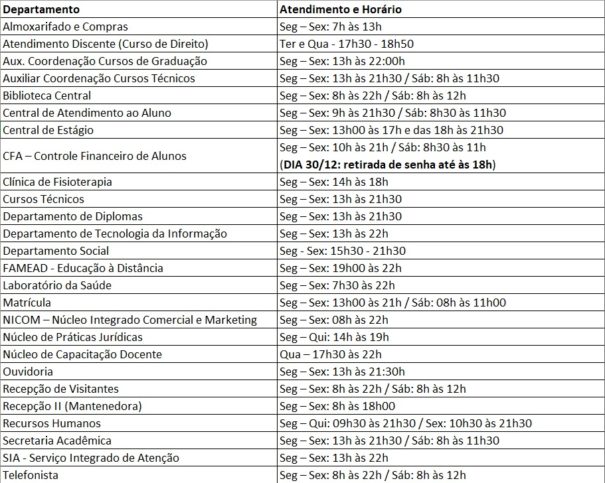 Departamento Atendimento e Horário
Almoxarifado e Compras Seg – Sex: 7h às 13h
Atendimento Discente (Curso de Direito) Ter e Qua - 17h30 - 18h50
Aux. Coordenação Cursos de Graduação Seg – Sex: 13h às 22:00h
Auxiliar Coordenação Cursos Técnicos Seg – Sex: 13h às 21h30 / Sáb: 8h às 11h30
Biblioteca Central Seg – Sex: 8h às 22h / Sáb: 8h às 12h
Central de Atendimento ao Aluno Seg – Sex: 9h às 21h30 / Sáb: 8h30 às 11h30
Central de Estágio Seg – Sex: 13h00 às 17h e das 18h às 21h30
CFA – Controle Financeiro de Alunos Seg – Sex: 10h às 21h / Sáb: 8h30 às 11h
(DIA 30/12: retirada de senha até às 18h)
Clínica de Fisioterapia Seg – Sex: 14h às 18h
Cursos Técnicos Seg – Sex: 13h às 21h30
Departamento de Diplomas Seg – Sex: 13h às 21h30
Departamento de Tecnologia da Informação Seg – Sex: 13h às 22h
Departamento Social Seg - Sex: 15h30 - 21h30
FAMEAD - Educação à Distância Seg – Sex: 19h00 às 22h
Laboratório da Saúde Seg – Sex: 7h30 às 22h
Matrícula Seg – Sex: 13h00 às 21h / Sáb: 08h às 11h00
NICOM – Núcleo Integrado Comercial e Marketing Seg – Sex: 08h às 22h
Núcleo de Práticas Jurídicas Seg – Qui: 14h às 19h
Núcleo de Capacitação Docente Qua – 17h30 às 22h
Ouvidoria Seg – Sex: 13h às 21:30h
Recepção de Visitantes Seg – Sex: 8h às 22h / Sáb: 8h às 12h
Recepção II (Mantenedora) Seg – Sex: 8h às 18h00
Recursos Humanos Seg – Qui: 09h30 às 21h30 / Sex: 10h30 às 21h30
Secretaria Acadêmica Seg – Sex: 13h às 21h30 / Sáb: 8h às 11h30
SIA - Serviço Integrado de Atenção Seg – Sex: 13h às 22h
Telefonista Seg – Sex: 8h às 22h / Sáb: 8h às 12h